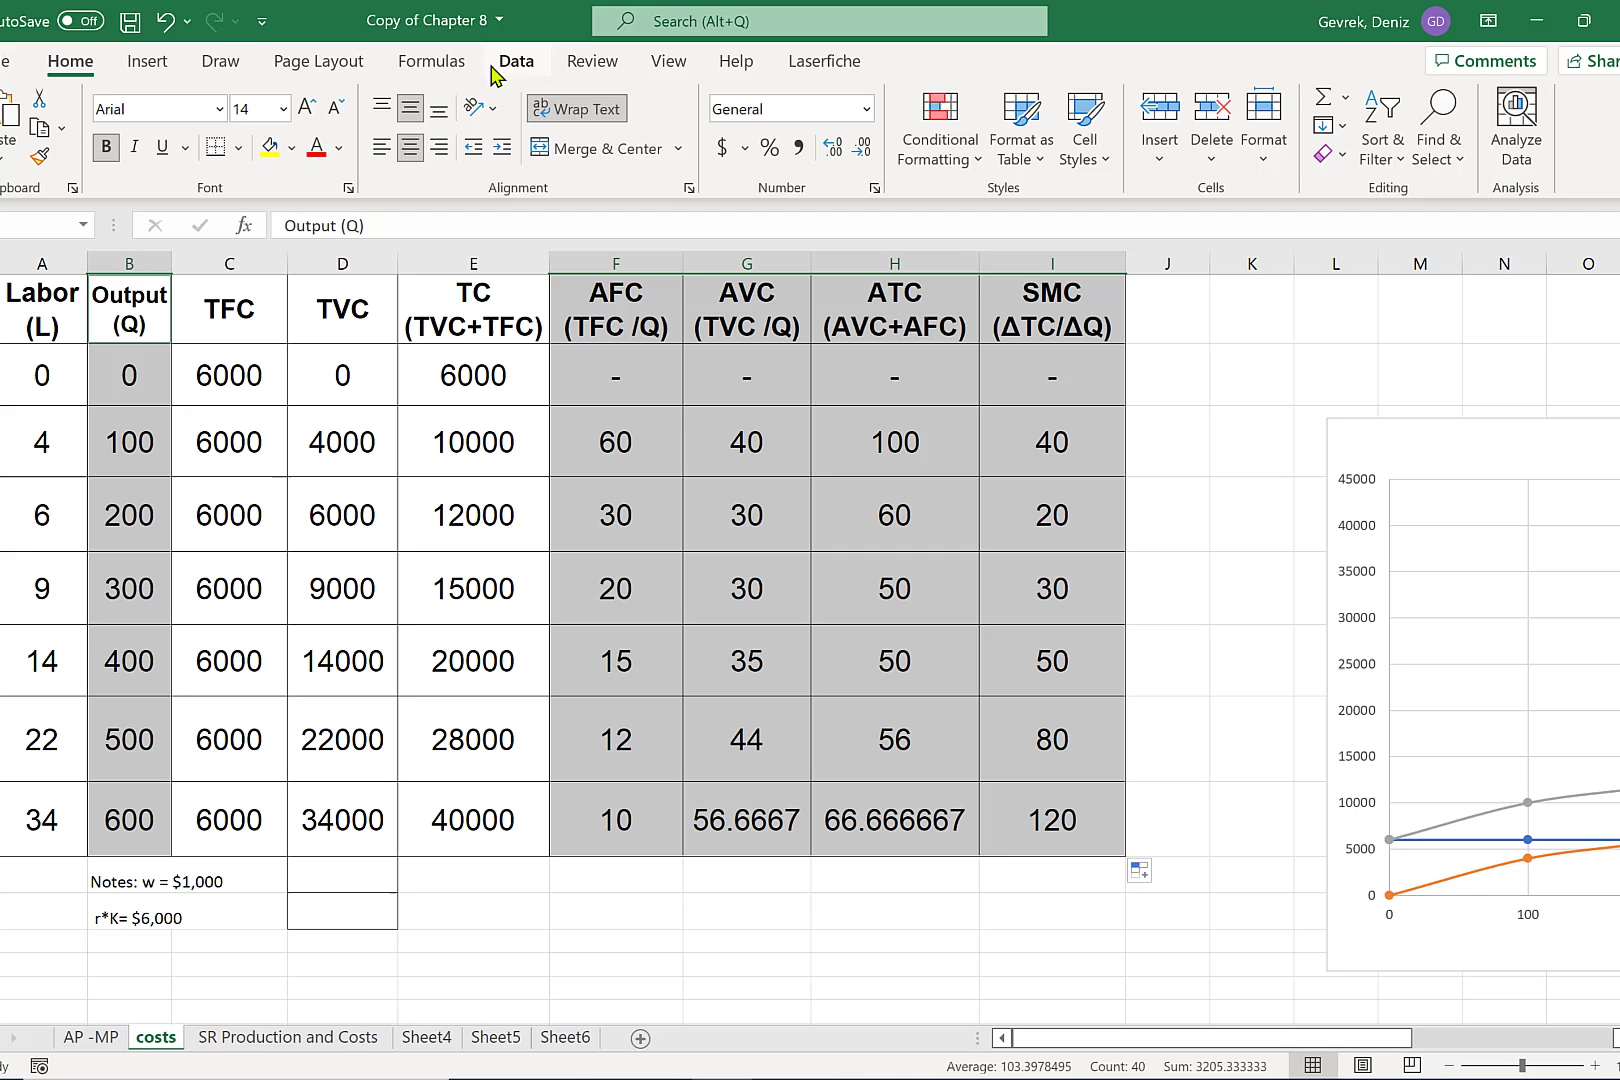 utoSave Off Copy of Chapter 8 Search (Alt+Q) Gevrek, Deniz GD
e Home Insert Draw Page Layout Formulas Data Review View Help Laserfiche Comments Shar
Arial 14 Wrap Text General Conditional Format as Cell Insert Delete Format Sort & Find & Analyze
ste B I U Merge & Center $ % Formatting Table Styles Filter Select Data
pboard Font Alignment Number Styles Cells Editing Analysis
fx Output (Q)
A B C D E F G H I J K L M N O
Labor (L) Output (Q) TFC TVC TC (TVC+TFC) AFC (TFC /Q) AVC (TVC /Q) ATC (AVC+AFC) SMC (ΔTC/ΔQ)
0 0 6000 0 6000 - - - -
4 100 6000 4000 10000 60 40 100 40
6 200 6000 6000 12000 30 30 60 20
9 300 6000 9000 15000 20 30 50 30
14 400 6000 14000 20000 15 35 50 50
22 500 6000 22000 28000 12 44 56 80
34 600 6000 34000 40000 10 56.6667 66.666667 120
Notes: w = $1,000
r*K= $6,000
45000
40000
35000
30000
25000
20000
15000
10000
5000
0
0 100
AP -MP costs SR Production and Costs Sheet4 Sheet5 Sheet6
dy Average: 103.3978495 Count: 40 Sum: 3205.333333